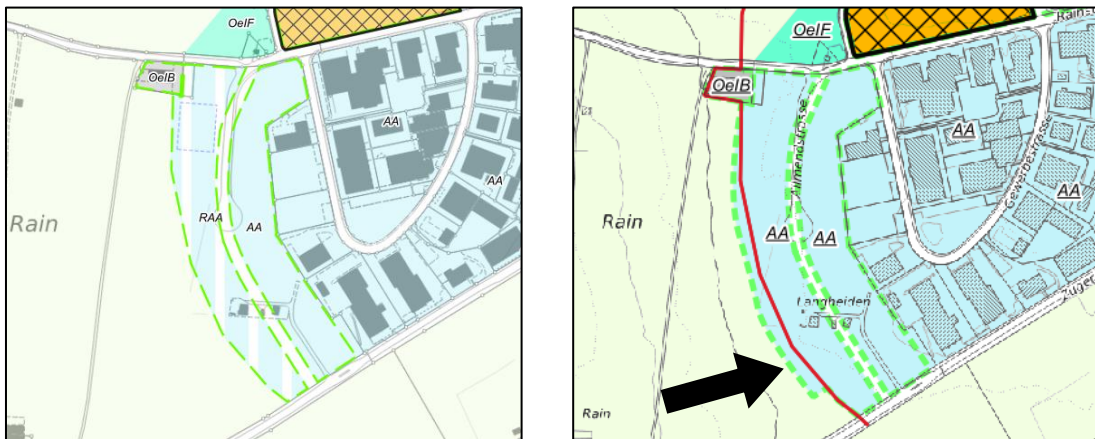 OeIF
OeIB
AA
AA
Rain
RAA
AA
Rain-
OeIF
OeIB
AA
Allmendstrasse
Gewerbestrasse
AA
Rain
AA
AA
Langheiden
Zuger
Rain